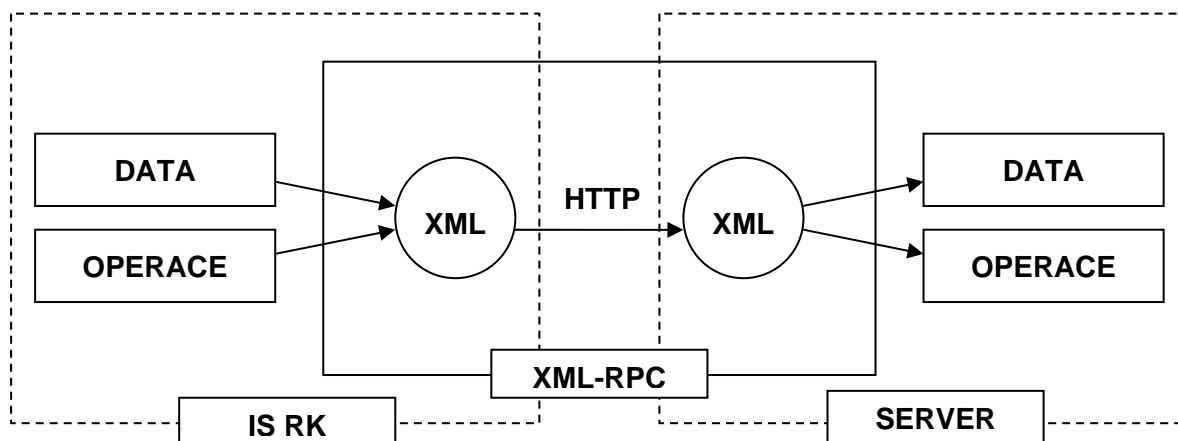 DATA
OPERACE
XML
HTTP
XML
DATA
OPERACE
XML-RPC
IS RK
SERVER